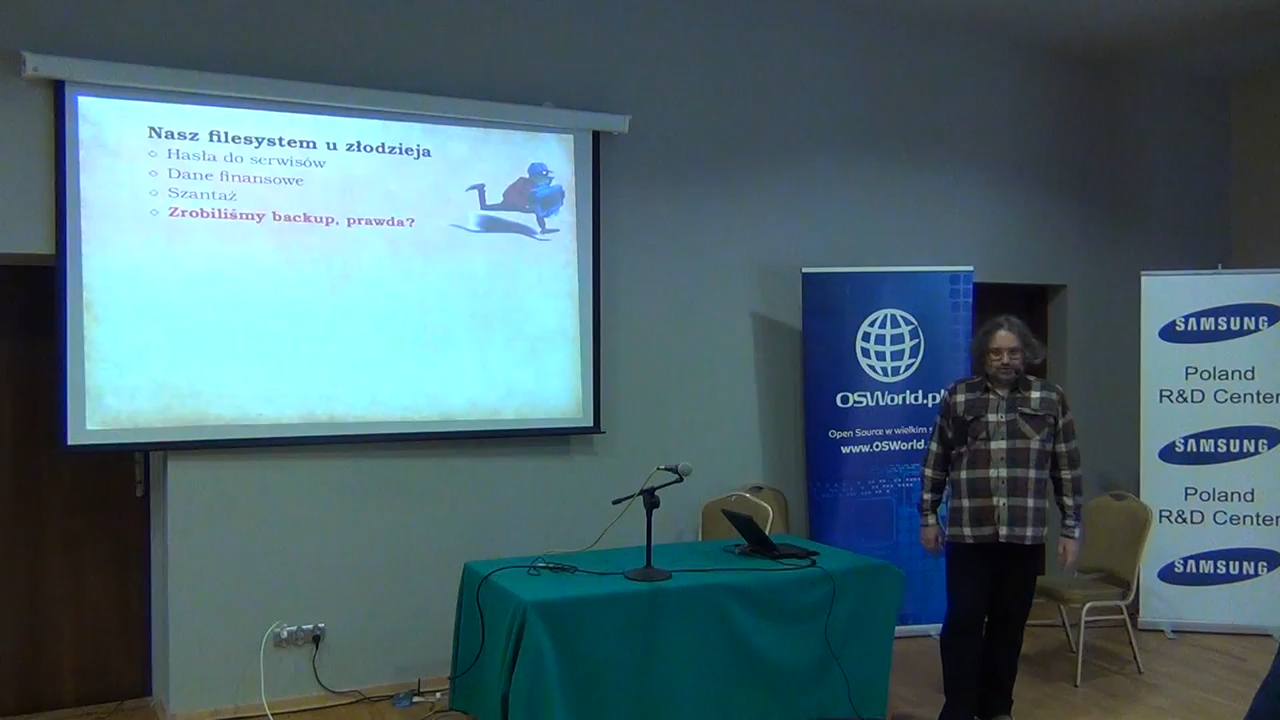 Nasz filesystem u złodzieja
Hasła do serwisów
Dane finansowe
Szantaż
Zrobiliśmy backup, prawda?
OSWorld.pl
Open Source w wielkim
www.OSWorld.
SAMSUNG
Poland
R&D Center
SAMSUNG
Poland
R&D Center
SAMSUNG